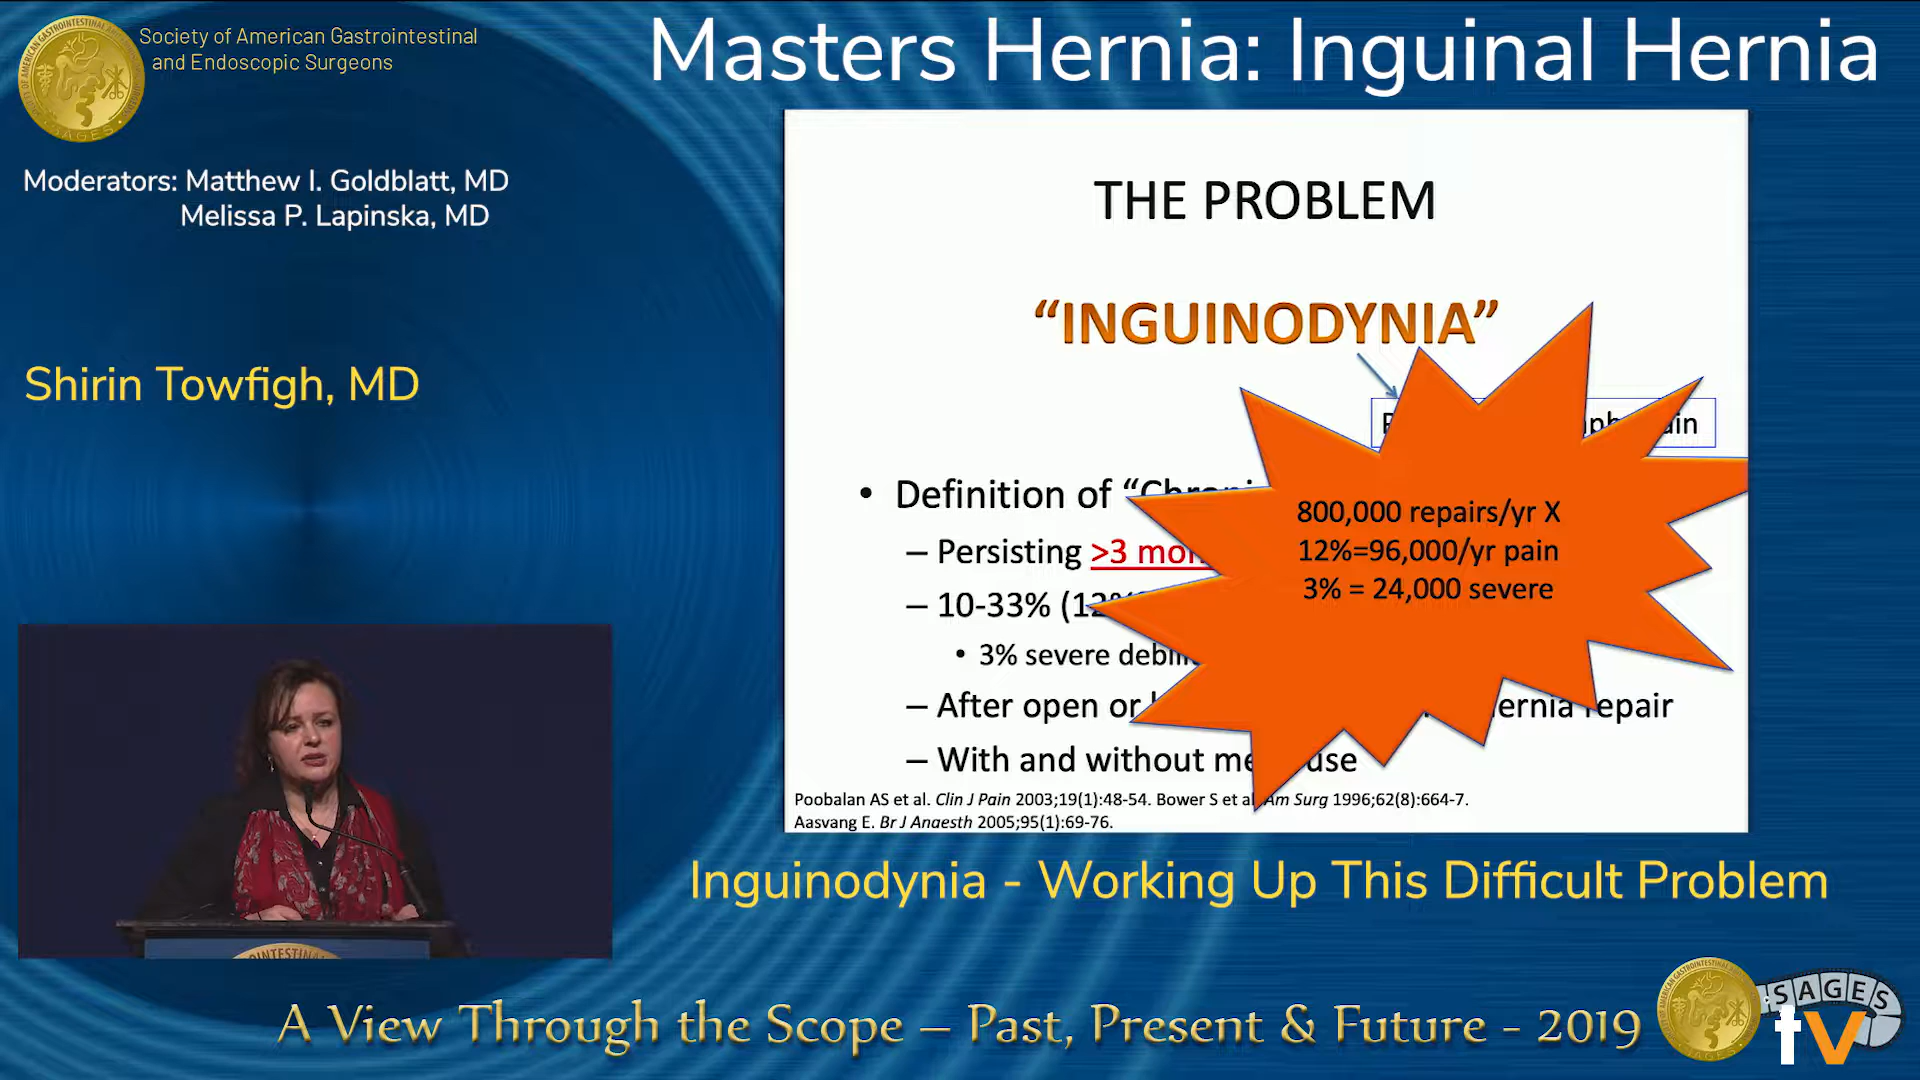 Society of American Gastrointestinal
and Endoscopic Surgeons
Masters Hernia: Inguinal Hernia
Moderators: Matthew I. Goldblatt, MD
Melissa P. Lapinska, MD
Shirin Towfigh, MD
THE PROBLEM
“INGUINODYNIA”
• Definition of
– Persisting >3
– 10-33%
• 3% severe
– After open or repair
– With and without use
800,000 repairs/yr X
12%=96,000/yr pain
3% = 24,000 severe
Poobalan AS et al. Clin J Pain 2003;19(1):48-54. Bower S et al Am Surg 1996;62(8):664-7.
Aasvang E. Br J Anaesth 2005;95(1):69-76.
Inguinodynia - Working Up This Difficult Problem
A View Through the Scope – Past, Present & Future - 2019
SAGES
tv